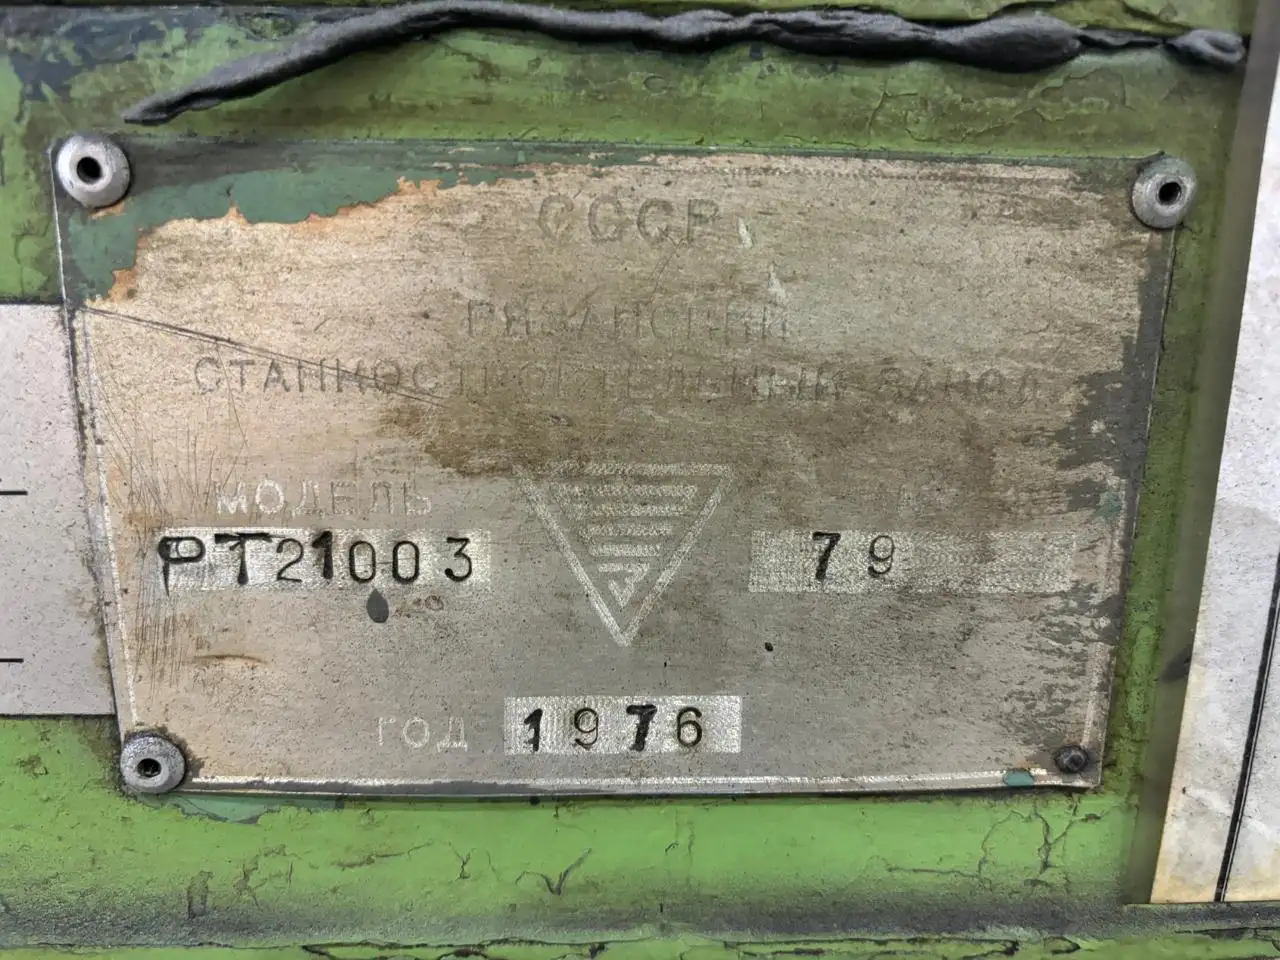 СССР
РЯЗАНСКИЙ
СТАНКОСТРОИТЕЛЬНЫЙ ЗАВОД
МОДЕЛЬ
РТ21003
79
ГОД 1976